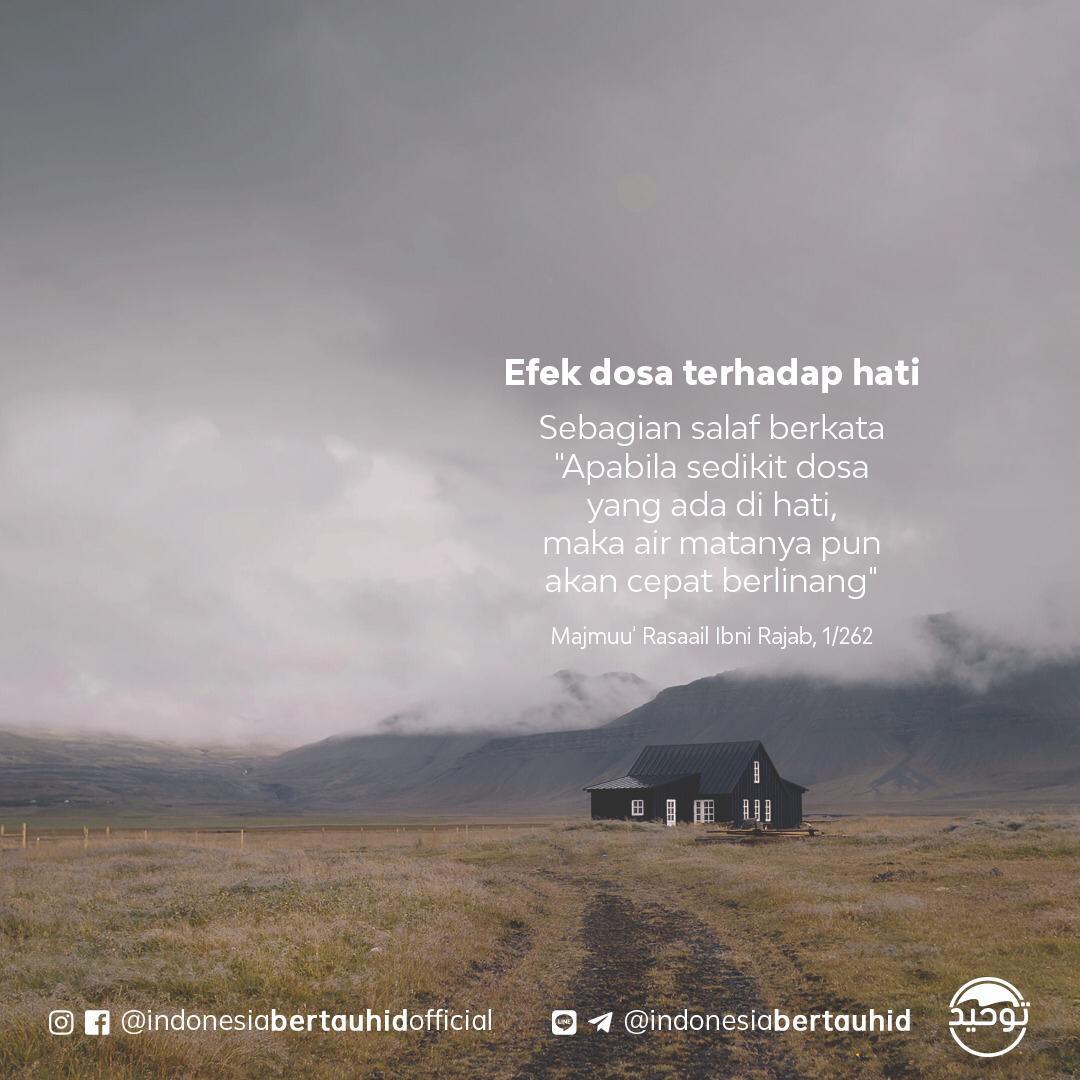 Efek dosa terhadap hati
Sebagian salaf berkata
"Apabila sedikit dosa
yang ada di hati,
maka air matanya pun
akan cepat berlinang"
Majmuu' Rasaail Ibni Rajab, 1/262
@indonesiabertauhidofficial
LINE @indonesiabertauhid
توحيد